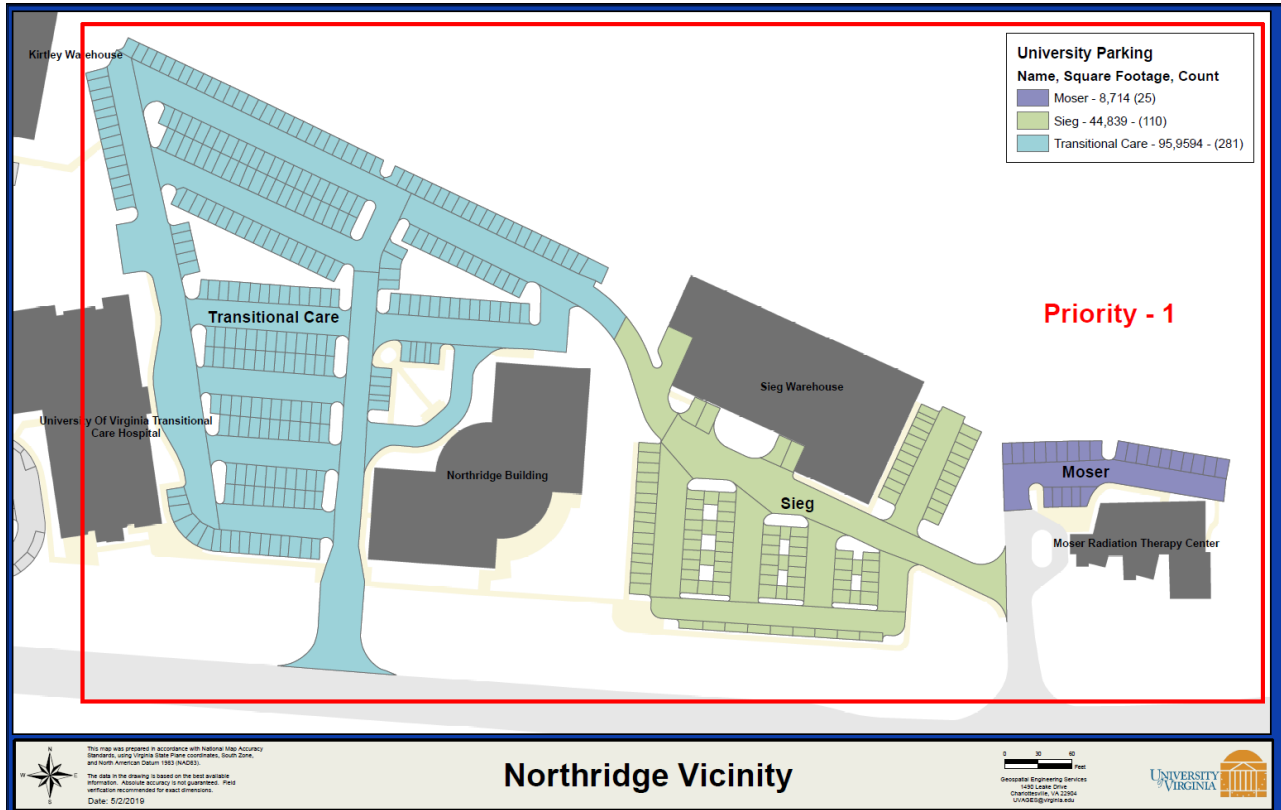 Kirtley Warehouse
University Parking
Name, Square Footage, Count
Moser - 8,714 (25)
Sieg - 44,839 - (110)
Transitional Care - 95,9594 - (281)
Priority - 1
Transitional Care
Sieg Warehouse
University Of Virginia Transitional
Care Hospital
Northridge Building
Moser
Sieg
Moser Radiation Therapy Center
N
W
E
S
This map was prepared in accordance with National Map Accuracy
Standards, using Virginia State Plane coordinates, South Zone,
and North American Datum 1983 (NAD83).
The data in the drawing is based on the best available
information. Absolute accuracy is not guaranteed. Field
verification recommended for exact dimensions.
Date: 5/2/2019
Northridge Vicinity
0 30 60
Feet
Geospatial Engineering Services
1490 Leake Drive
Charlottesville, VA 22904
UVAGES@virginia.edu
UNIVERSITY
of VIRGINIA